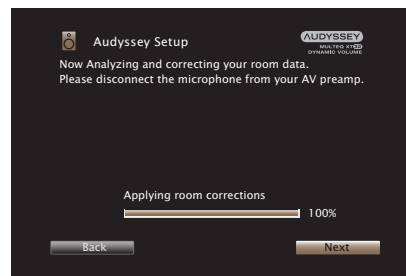 Audyssey Setup
AUDYSSEY
MULTEQ XT32
DYNAMIC VOLUME
Now Analyzing and correcting your room data.
Please disconnect the microphone from your AV preamp.
Applying room corrections
100%
Back
Next